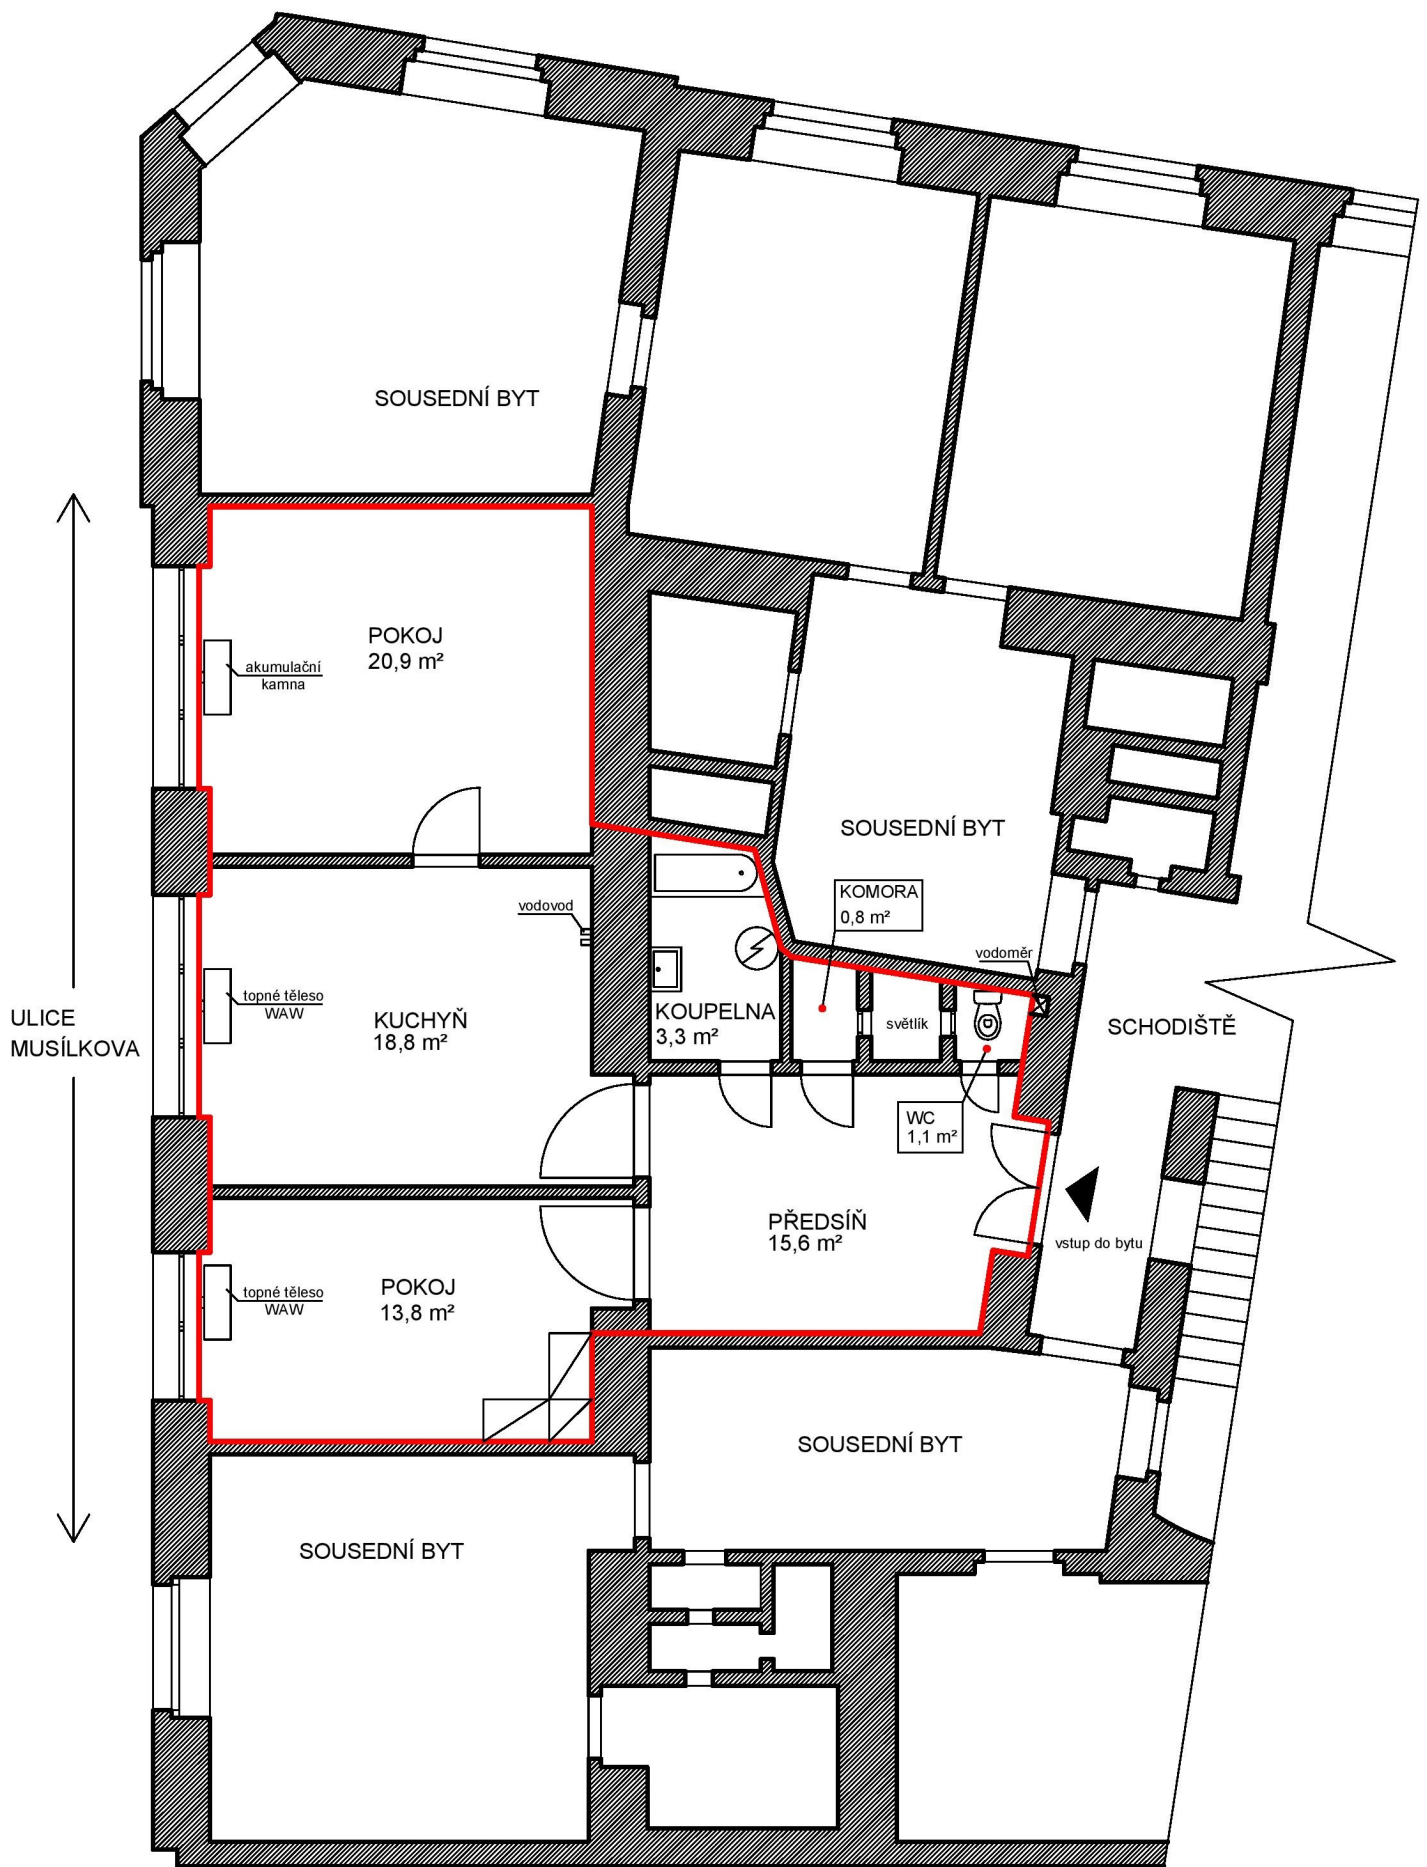 SOUSEDNÍ BYT
POKOJ
20,9 m²
akumulační
kamna
SOUSEDNÍ BYT
KOMORA
0,8 m²
vodovod
vodoměr
topné těleso
WAW
KUCHYŇ
18,8 m²
KOUPELNA
3,3 m²
světlík
SCHODIŠTĚ
ULICE
MUSÍLKOVA
WC
1,1 m²
PŘEDSÍŇ
15,6 m²
vstup do bytu
topné těleso
WAW
POKOJ
13,8 m²
SOUSEDNÍ BYT
SOUSEDNÍ BYT